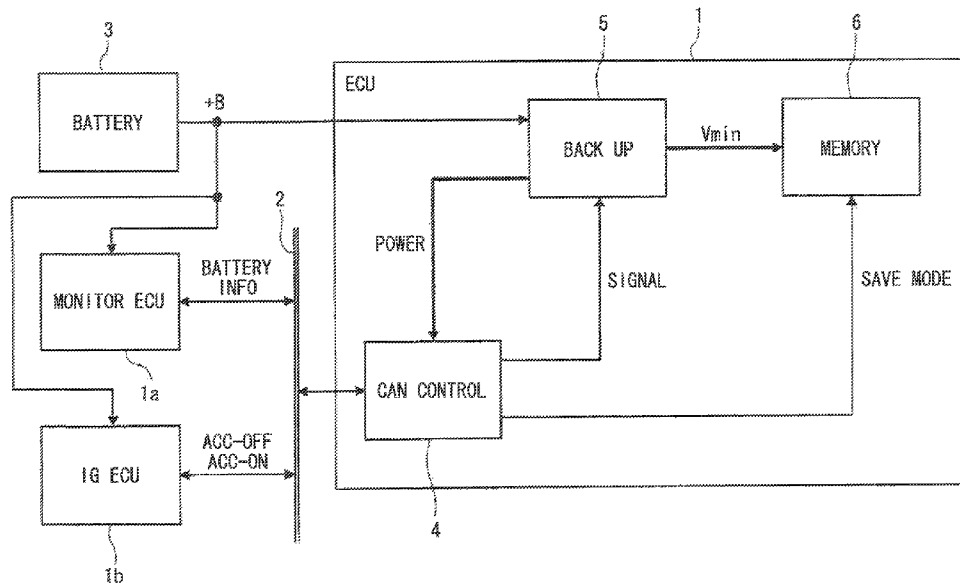 3
5
1
6
BATTERY
+B
ECU
BACK UP
Vmin
MEMORY
2
POWER
SIGNAL
SAVE MODE
BATTERY
INFO
MONITOR ECU
1a
CAN CONTROL
4
ACC-OFF
ACC-ON
IG ECU
1b